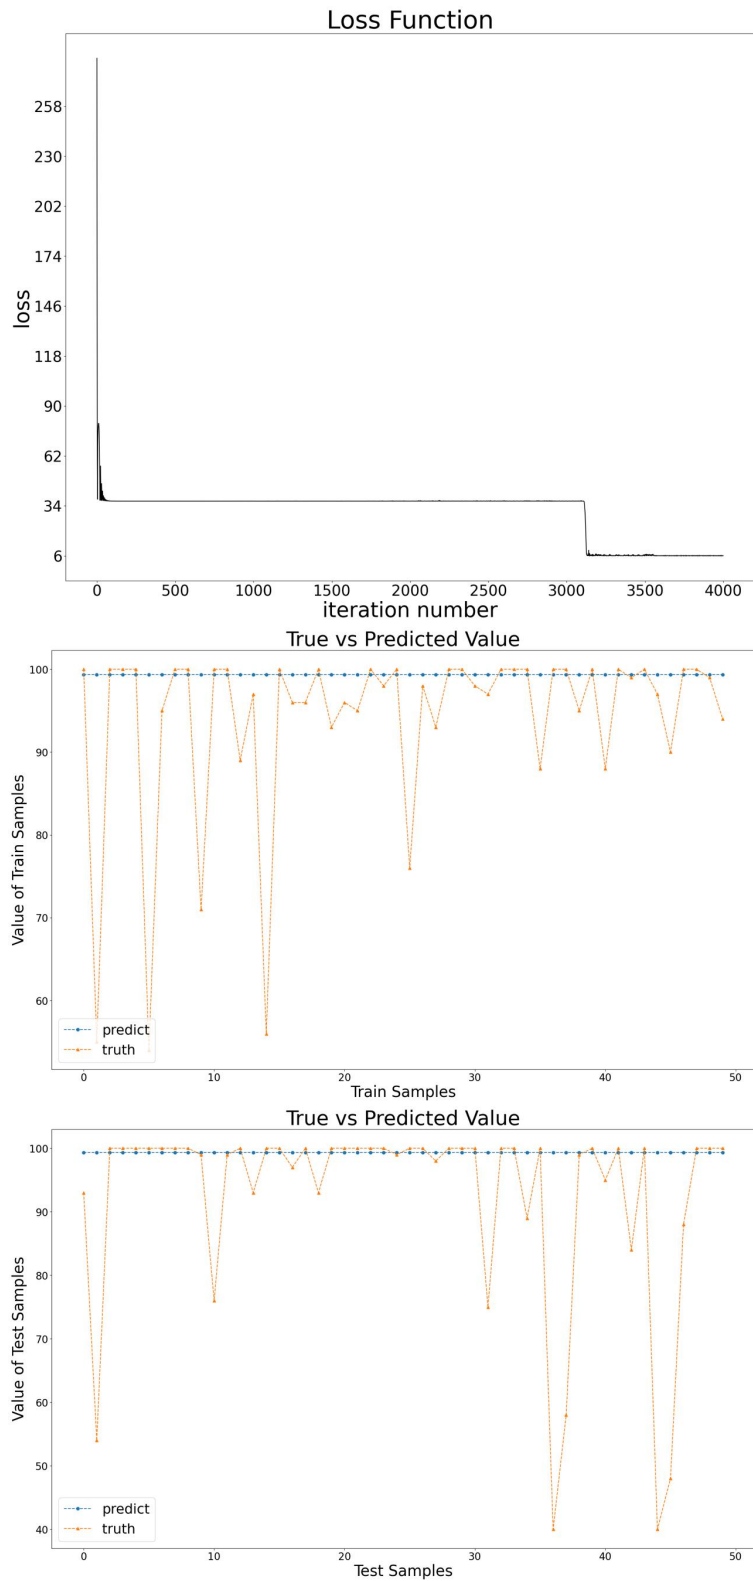 Loss Function
258
230
202
174
146
118
90
62
34
6
loss
0 500 1000 1500 2000 2500 3000 3500 4000
iteration number
True vs Predicted Value
100
90
80
70
60
Value of Train Samples
predict
truth
0 10 20 30 40 50
Train Samples
True vs Predicted Value
100
90
80
70
60
50
40
Value of Test Samples
predict
truth
0 10 20 30 40 50
Test Samples